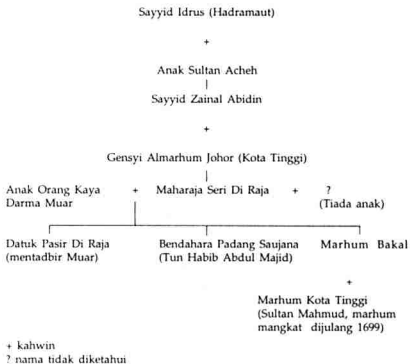 Sayyid Idrus (Hadramaut)
+
Anak Sultan Acheh
Sayyid Zainal Abidin
+
Gensyi Almarhum Johor (Kota Tinggi)
Anak Orang Kaya + Maharaja Seri Di Raja + ?
Darma Muar (Tiada anak)
Datuk Pasir Di Raja Bendahara Padang Saujana Marhum Bakal
(mentadbir Muar) (Tun Habib Abdul Majid)
+
Marhum Kota Tinggi
(Sultan Mahmud, marhum
mangkat dijulang 1699)
+ kahwin
? nama tidak diketahui